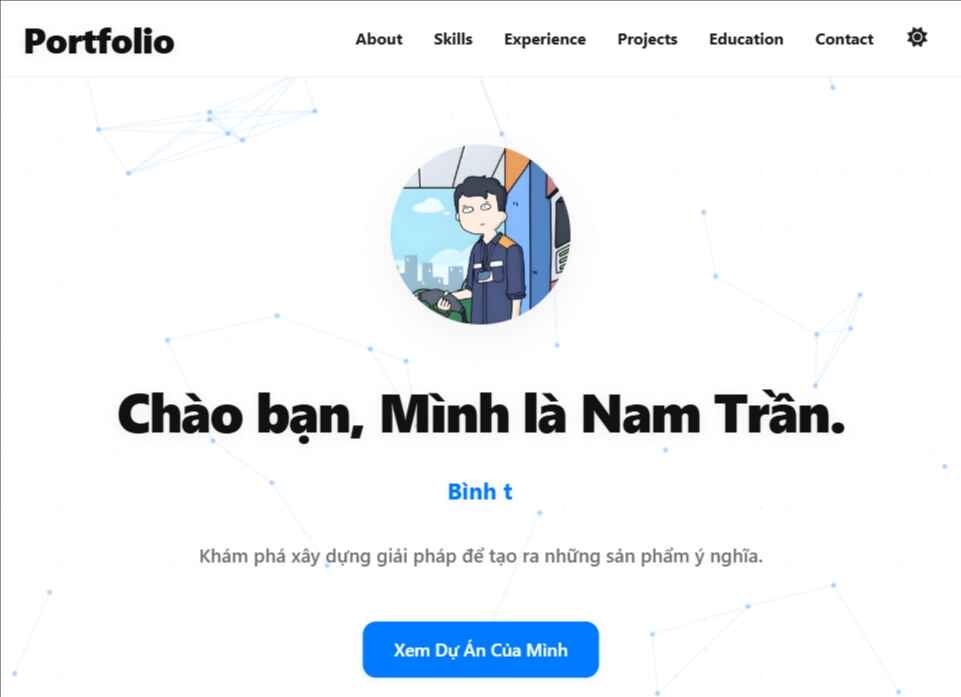 Portfolio
About Skills Experience Projects Education Contact
Chào bạn, Mình là Nam Trần.
Bình t
Khám phá xây dựng giải pháp để tạo ra những sản phẩm ý nghĩa.
Xem Dự Án Của Mình